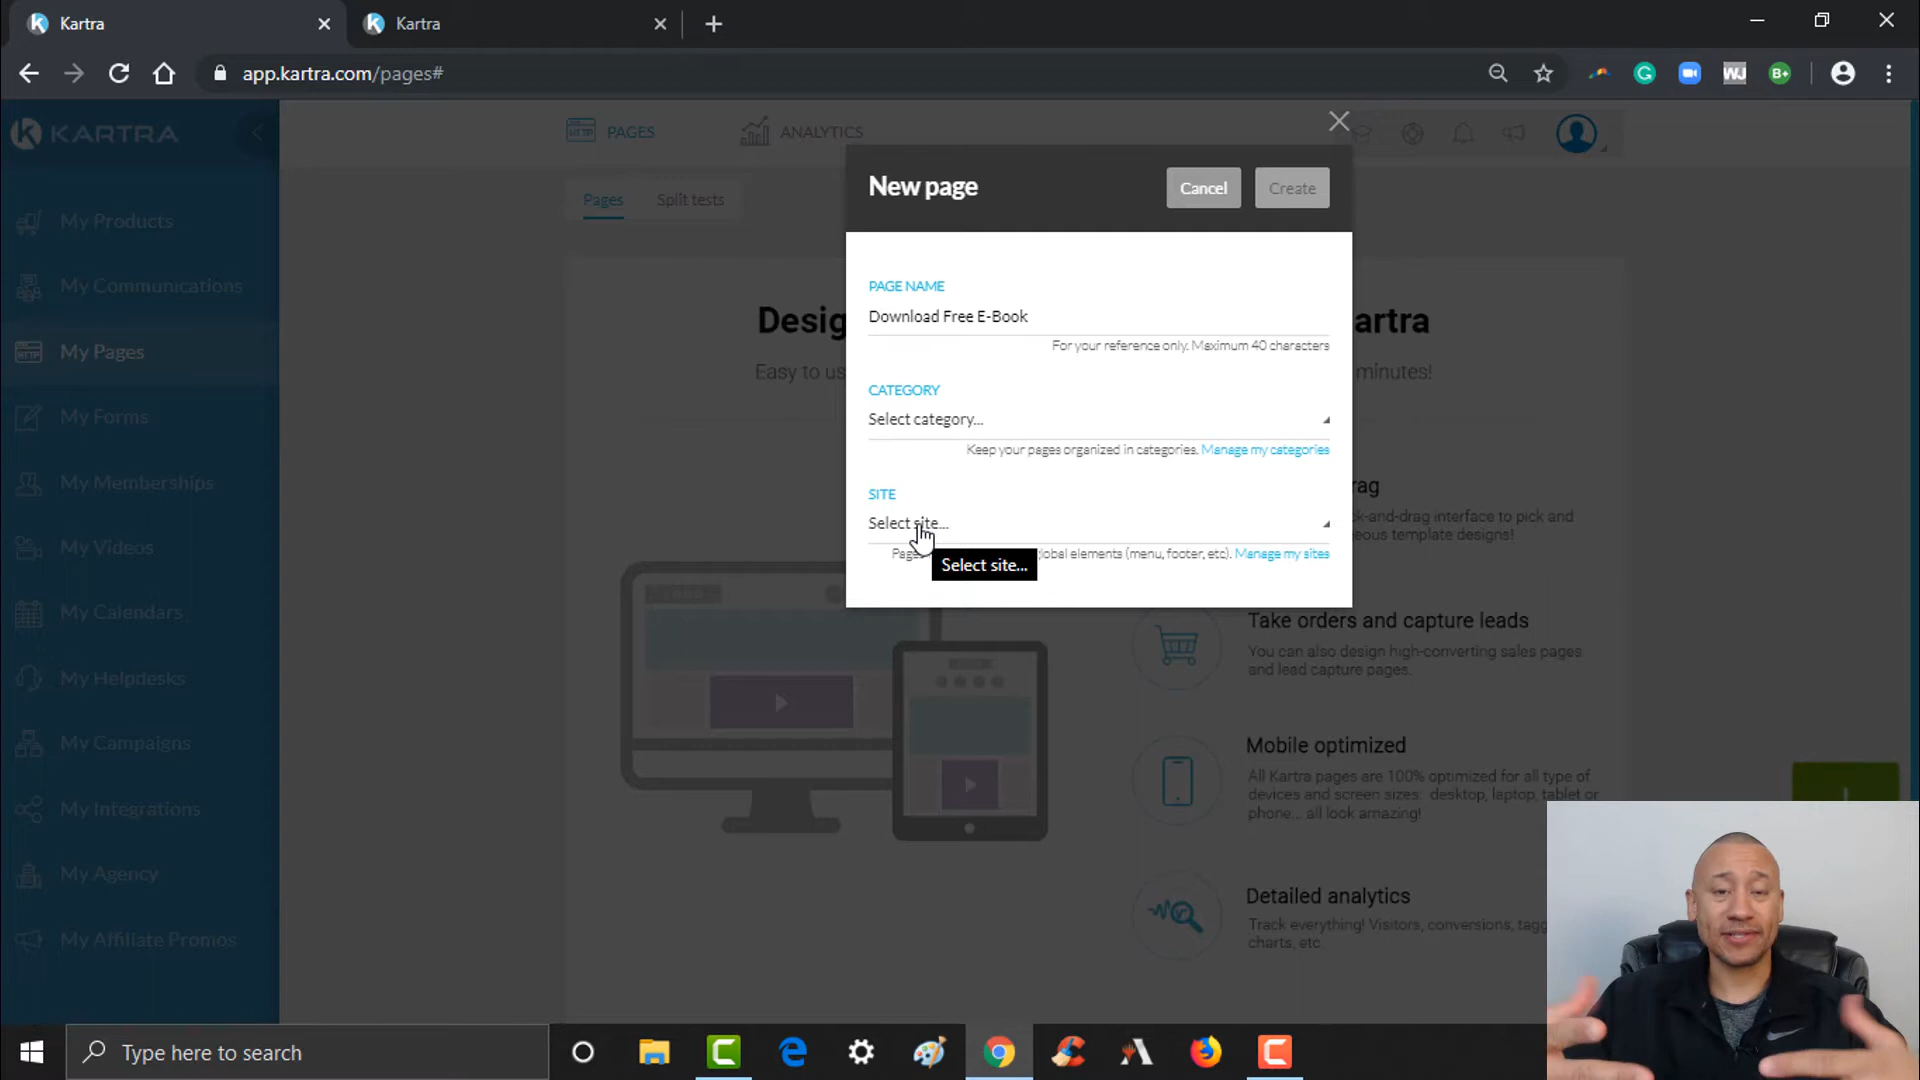 Kartra
Kartra
app.kartra.com/pages#
WJ
B+
KARTRA
HTTP PAGES
ANALYTICS
New page
Cancel
Create
Pages
Split tests
My Products
My Communications
HTTP My Pages
My Forms
My Memberships
My Videos
My Calendars
My Helpdesks
My Campaigns
My Integrations
My Agency
My Affiliate Promos
PAGE NAME
Download Free E-Book
For your reference only. Maximum 40 characters
CATEGORY
Select category...
Keep your pages organized in categories. Manage my categories
SITE
Select site...
Pages
global elements (menu, footer, etc). Manage my sites
Select site...
Desig
artra
Easy to us
minutes!
rag
k-and-drag interface to pick and
geous template designs!
Take orders and capture leads
You can also design high-converting sales pages
and lead capture pages.
Mobile optimized
All Kartra pages are 100% optimized for all type of
devices and screen sizes: desktop, laptop, tablet or
phone... all look amazing!
Detailed analytics
Track everything! Visitors, conversions, tagg
charts, etc.
Type here to search